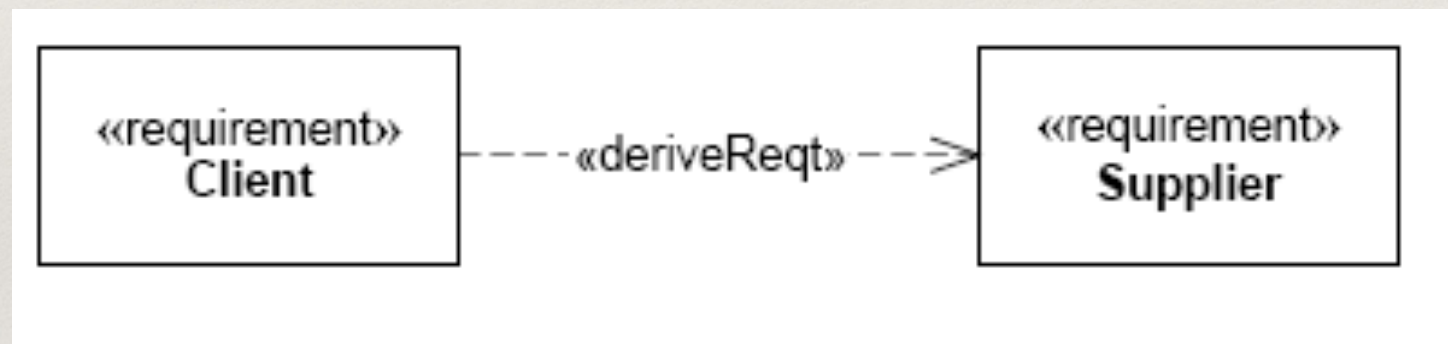 «requirement»
Client
«deriveReqt»
«requirement»
Supplier